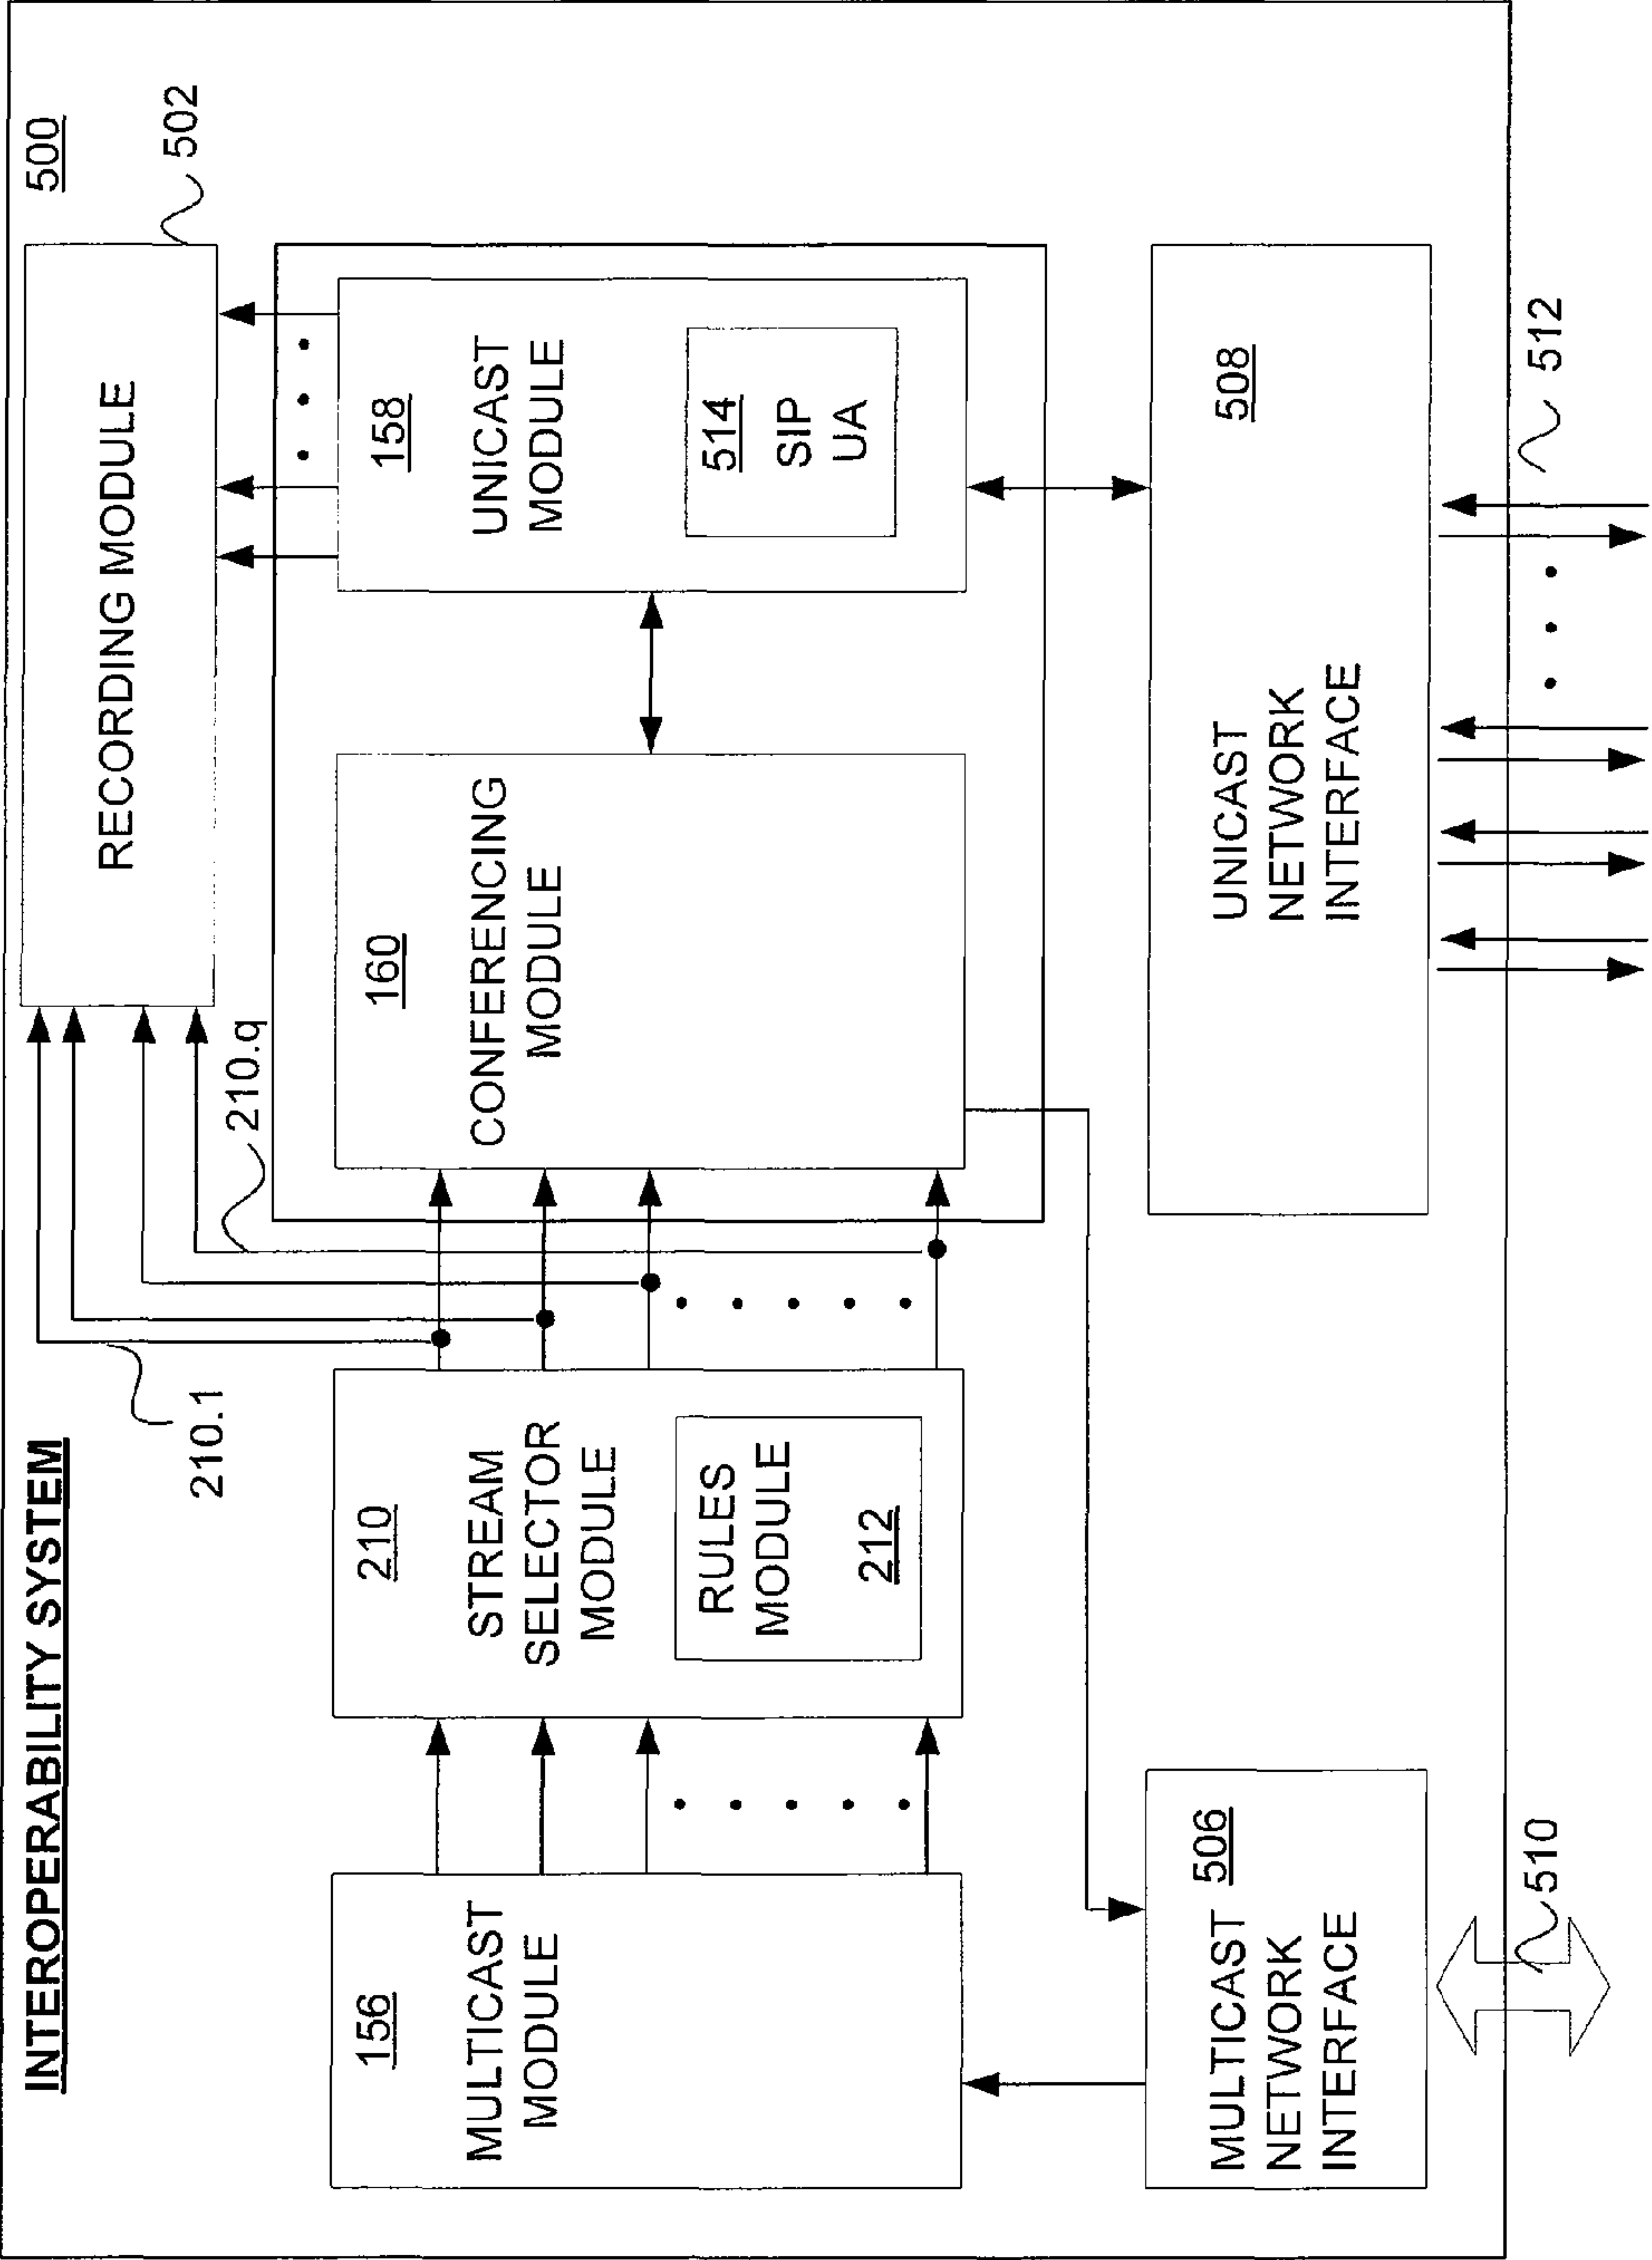 INTEROPERABILITY SYSTEM
500
RECORDING MODULE
502
210.1
210.q
156
MULTICAST
MODULE
210
STREAM
SELECTOR
MODULE
RULES
MODULE
212
160
CONFERENCING
MODULE
158
UNICAST
MODULE
514
SIP
UA
MULTICAST 506
NETWORK
INTERFACE
508
UNICAST
NETWORK
INTERFACE
510
512